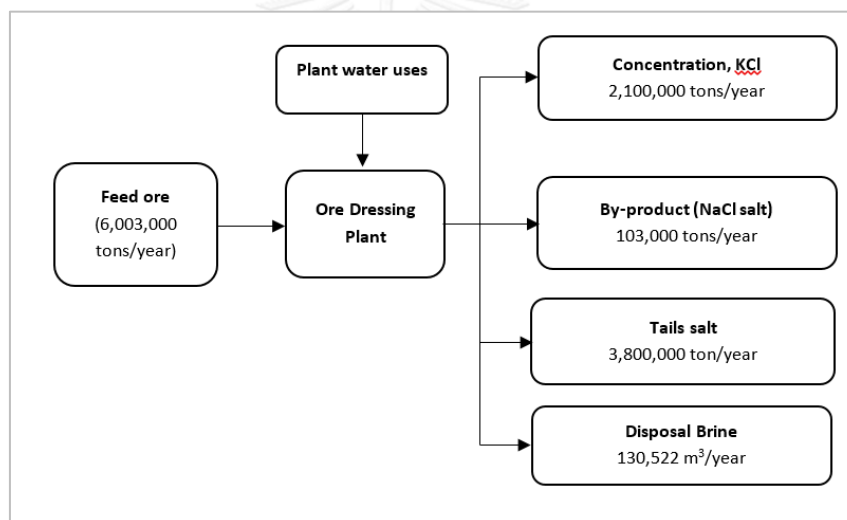 Plant water uses
Concentration, KCl
2,100,000 tons/year
Feed ore
(6,003,000
tons/year)
Ore Dressing
Plant
By-product (NaCl salt)
103,000 tons/year
Tails salt
3,800,000 ton/year
Disposal Brine
130,522 m³/year